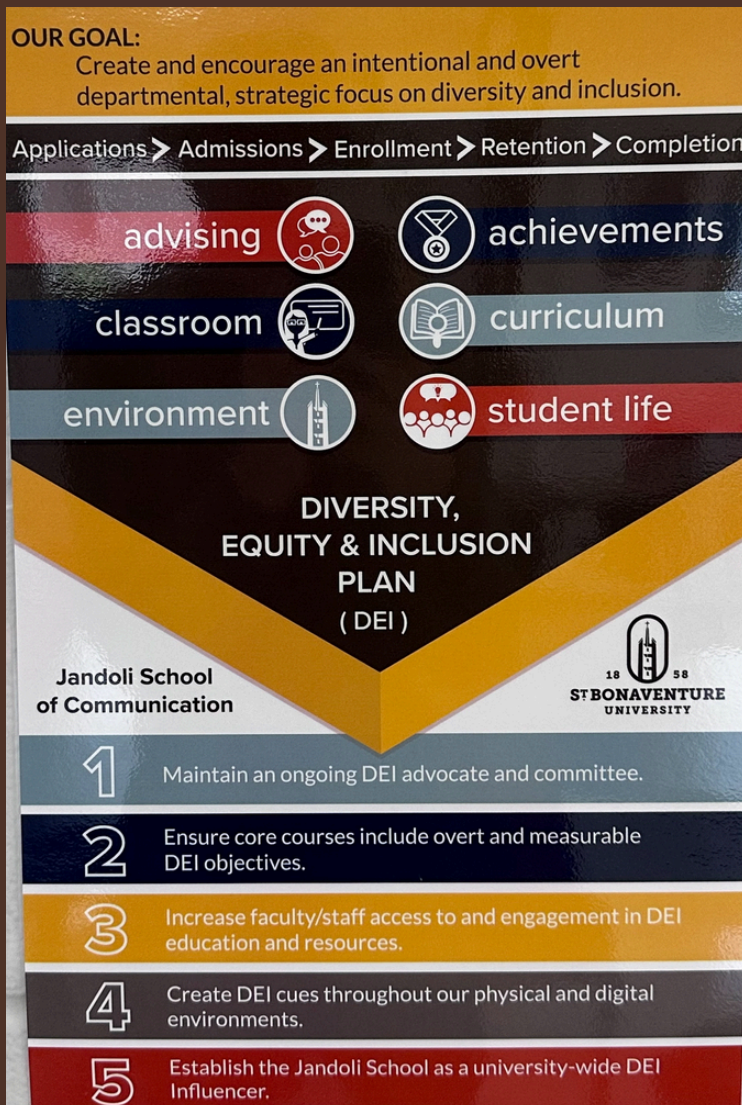 OUR GOAL:
Create and encourage an intentional and overt
departmental, strategic focus on diversity and inclusion.
Applications > Admissions > Enrollment > Retention > Completion
advising
achievements
classroom
curriculum
environment
student life
DIVERSITY,
EQUITY & INCLUSION
PLAN
( DEI )
Jandoli School
of Communication
18 58
ST BONAVENTURE
UNIVERSITY
1 Maintain an ongoing DEI advocate and committee.
2 Ensure core courses include overt and measurable
DEI objectives.
3 Increase faculty/staff access to and engagement in DEI
education and resources.
4 Create DEI cues throughout our physical and digital
environments.
5 Establish the Jandoli School as a university-wide DEI
Influencer.